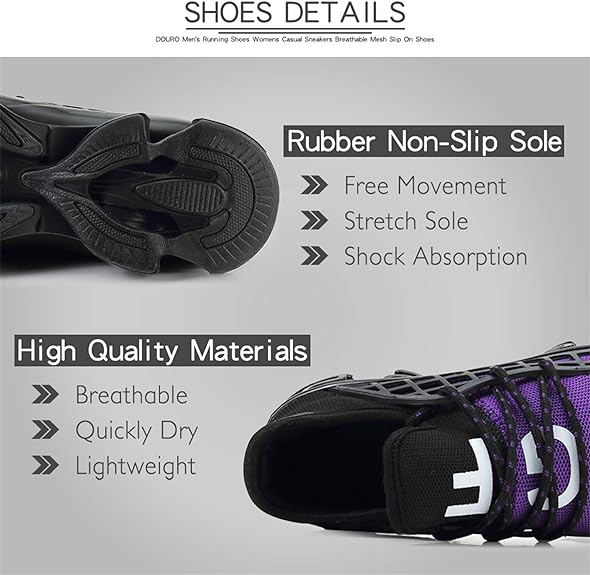 SHOES DETAILS
DOURO Men's Running Shoes Womens Casual Sneakers Breathable Mesh Slip On Shoes
Rubber Non-Slip Sole
Free Movement
Stretch Sole
Shock Absorption
High Quality Materials
Breathable
Quickly Dry
Lightweight